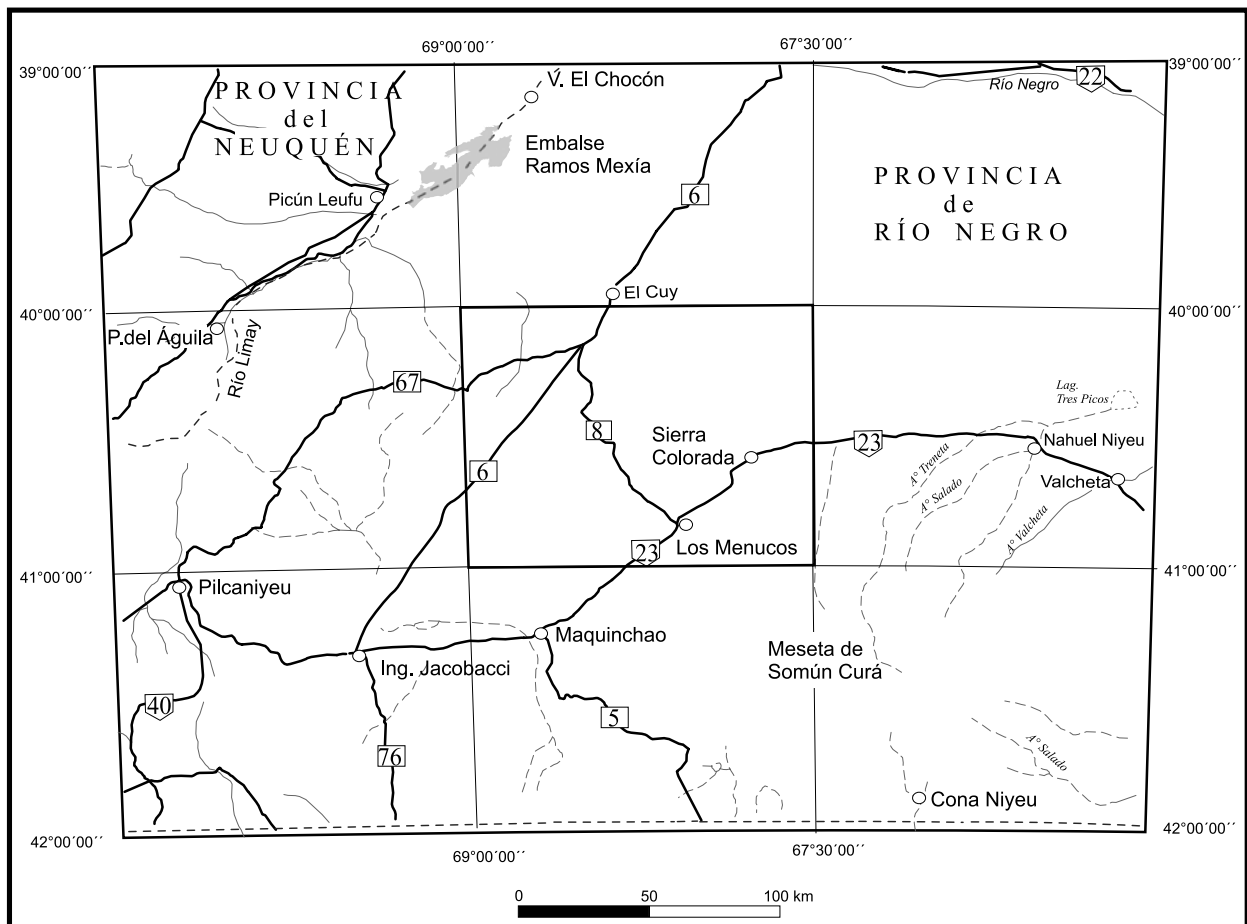 69°00´00´´
67°30´00´´
39°00´00´´
39°00´00´´
PROVINCIA
del
NEUQUÉN
V. El Chocón
Río Negro
22
Embalse
Ramos Mexía
Picún Leufu
6
PROVINCIA
de
RÍO NEGRO
El Cuy
40°00´00´´
40°00´00´´
P.del Águila
Río Limay
67
Lag.
Tres Picos
8
Sierra
Colorada
23
Nahuel Niyeu
6
A° Treneta
A° Salado
Valcheta
A° Valcheta
Los Menucos
23
41°00´00´´
41°00´00´´
Pilcaniyeu
Maquinchao
Ing. Jacobacci
Meseta de
Somún Curá
40
5
76
A° Salado
Cona Niyeu
42°00´00´´
42°00´00´´
69°00´00´´
67°30´00´´
0 50 100 km